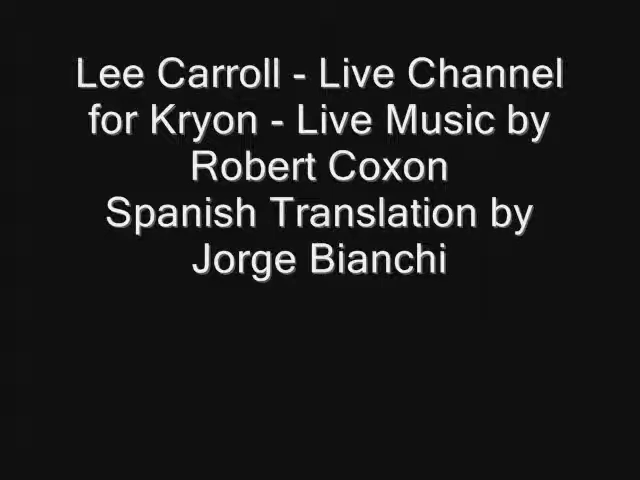 Lee Carroll - Live Channel
for Kryon - Live Music by
Robert Coxon
Spanish Translation by
Jorge Bianchi